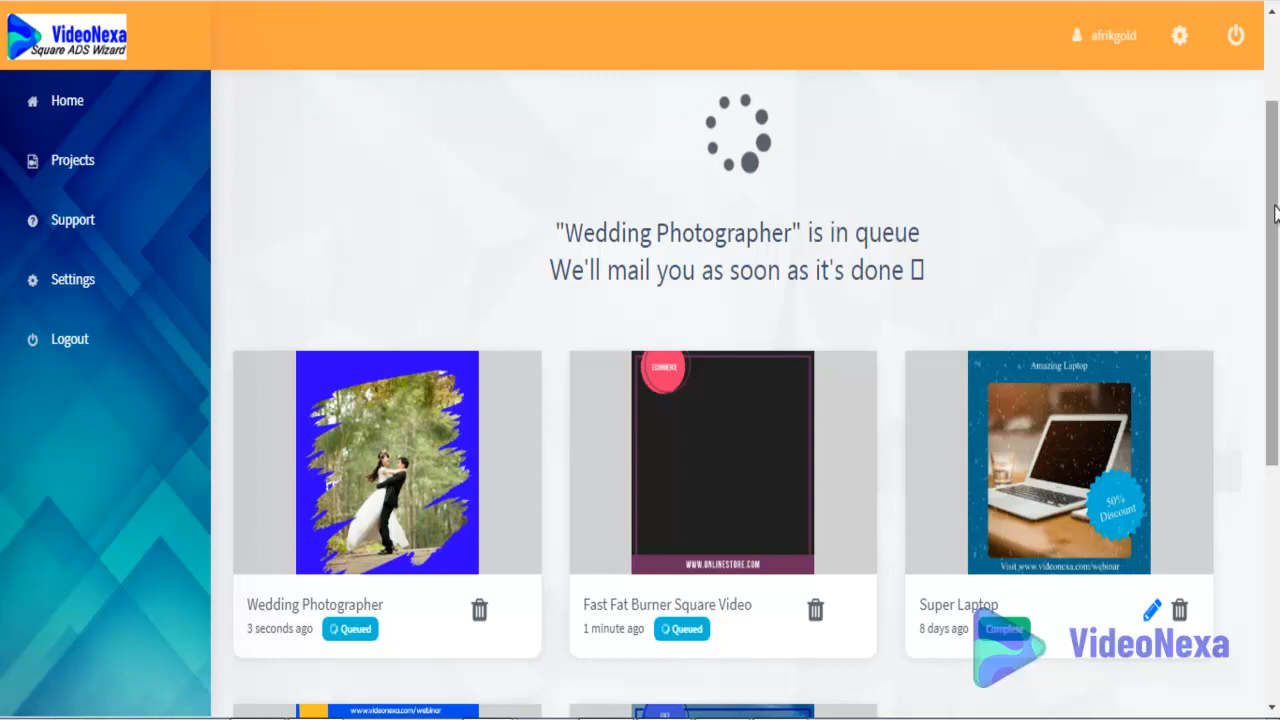 VideoNexa
Square ADS Wizard
afrikgold
Home
Projects
Support
Settings
Logout
"Wedding Photographer" is in queue
We'll mail you as soon as it's done
ECOMMERCE
WWW.ONLINESTORE.COM
Amazing Laptop
50%
Discount
Visit www.videonexa.com/webinar
Wedding Photographer
3 seconds ago
Queued
Fast Fat Burner Square Video
1 minute ago
Queued
Super Laptop
8 days ago
Complete
VideoNexa
www.videonexa.com/webinar